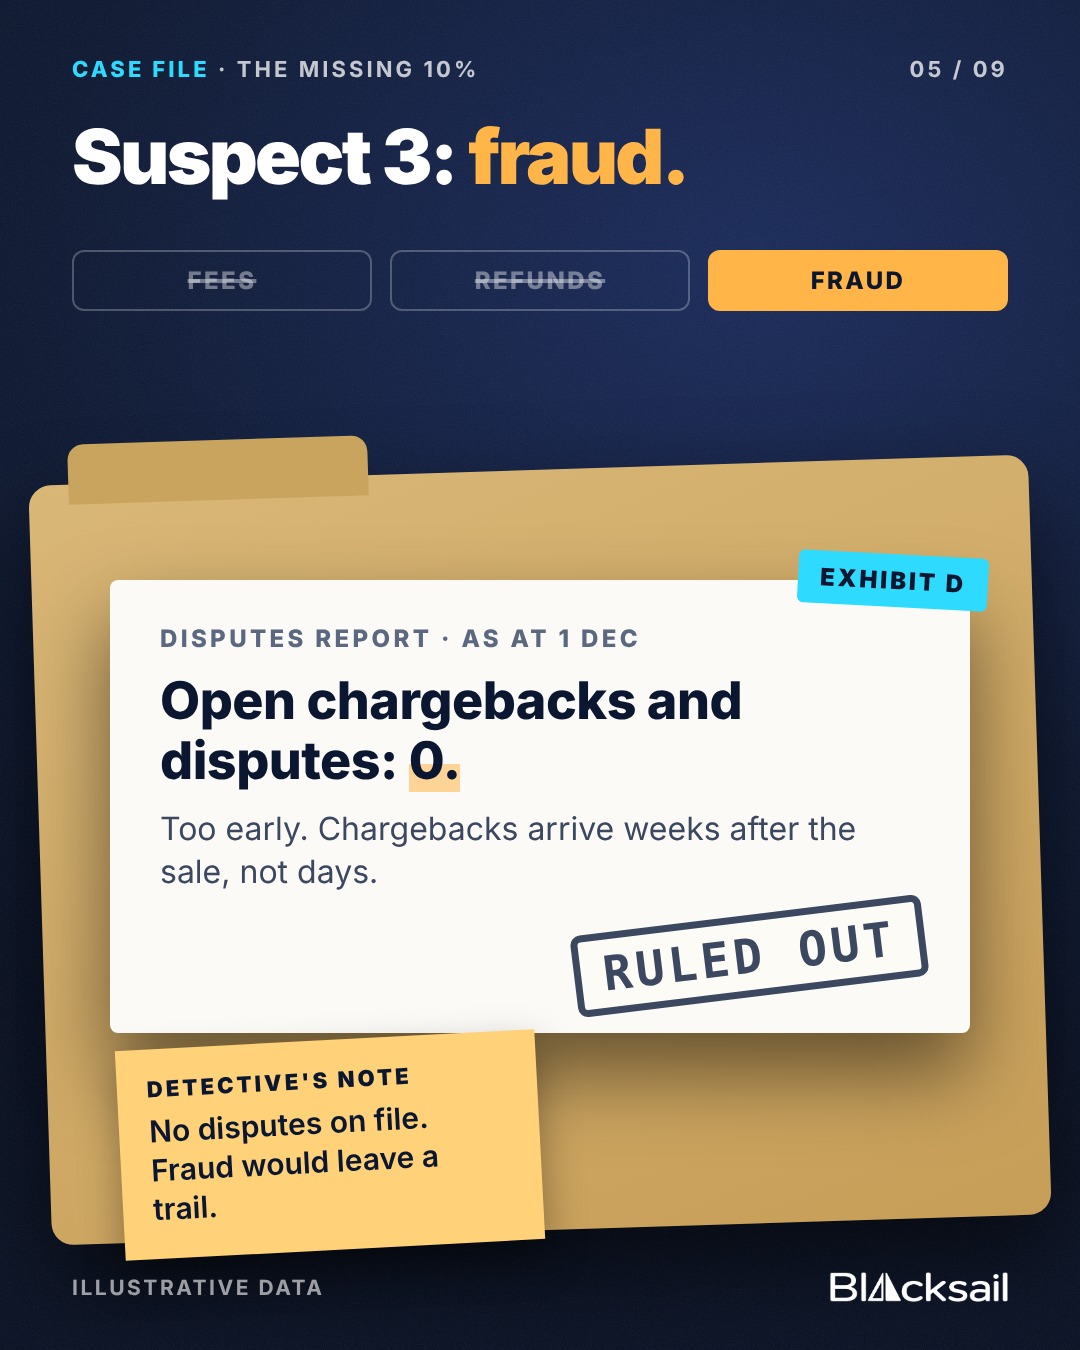 CASE FILE · THE MISSING 10%
05 / 09
Suspect 3: fraud.
FEES
REFUNDS
FRAUD
EXHIBIT D
DISPUTES REPORT · AS AT 1 DEC
Open chargebacks and
disputes: 0.
Too early. Chargebacks arrive weeks after the
sale, not days.
RULED OUT
DETECTIVE'S NOTE
No disputes on file.
Fraud would leave a
trail.
ILLUSTRATIVE DATA
Blacksail